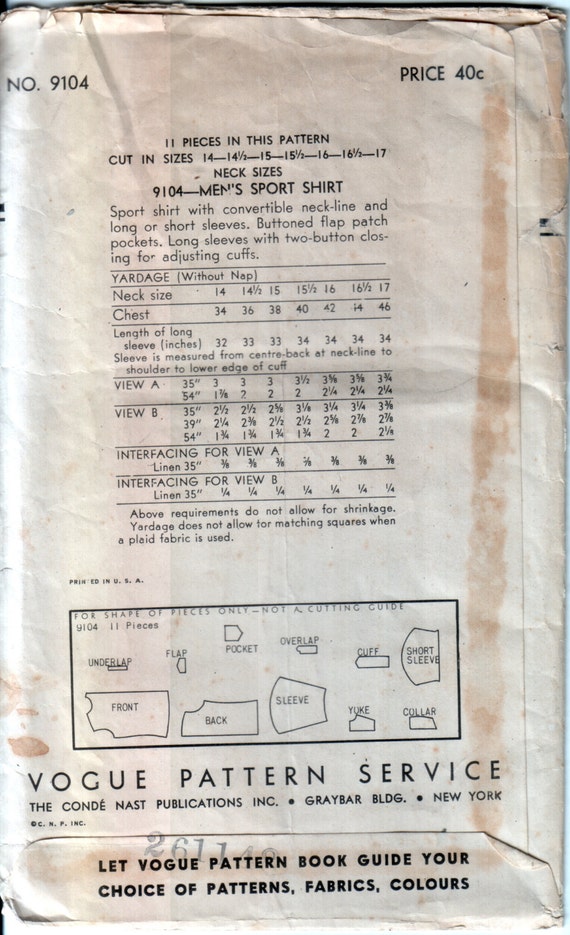 NO. 9104
PRICE 40c
11 PIECES IN THIS PATTERN
CUT IN SIZES 14—14½—15—15½—16—16½—17
NECK SIZES
9104—MEN'S SPORT SHIRT
Sport shirt with convertible neck-line and
long or short sleeves. Buttoned flap patch
pockets. Long sleeves with two-button clos-
ing for adjusting cuffs.
YARDAGE (Without Nap)
Neck size 14 14½ 15 15½ 16 16½ 17
Chest 34 36 38 40 42 44 46
Length of long
sleeve (inches) 32 33 33 34 34 34 34
Sleeve is measured from centre-back at neck-line to
shoulder to lower edge of cuff
VIEW A 35" 3 3 3 3½ 3⅝ 3⅝ 3¾
54" 1⅞ 2 2 2 2¼ 2¼ 2¼
VIEW B 35" 2½ 2½ 2⅝ 3⅛ 3¼ 3¼ 3⅜
39" 2¼ 2⅜ 2½ 2½ 2⅝ 2⅞ 2⅞
54" 1¾ 1¾ 1¾ 1¾ 2 2 2⅛
INTERFACING FOR VIEW A
Linen 35" ⅜ ⅜ ⅜ ⅜ ⅜ ⅜
INTERFACING FOR VIEW B
Linen 35" ¼ ¼ ¼ ¼ ¼ ¼ ¼
Above requirements do not allow for shrinkage.
Yardage does not allow for matching squares when
a plaid fabric is used.
PRINTED IN U. S. A.
FOR SHAPE OF PIECES ONLY—NOT A CUTTING GUIDE
9104 11 Pieces
UNDERLAP
FLAP
POCKET
OVERLAP
CUFF
SHORT
SLEEVE
FRONT
BACK
SLEEVE
YOKE
COLLAR
VOGUE PATTERN SERVICE
THE CONDÉ NAST PUBLICATIONS INC. • GRAYBAR BLDG. • NEW YORK
©C. N. P. INC.
2611
LET VOGUE PATTERN BOOK GUIDE YOUR
CHOICE OF PATTERNS, FABRICS, COLOURS